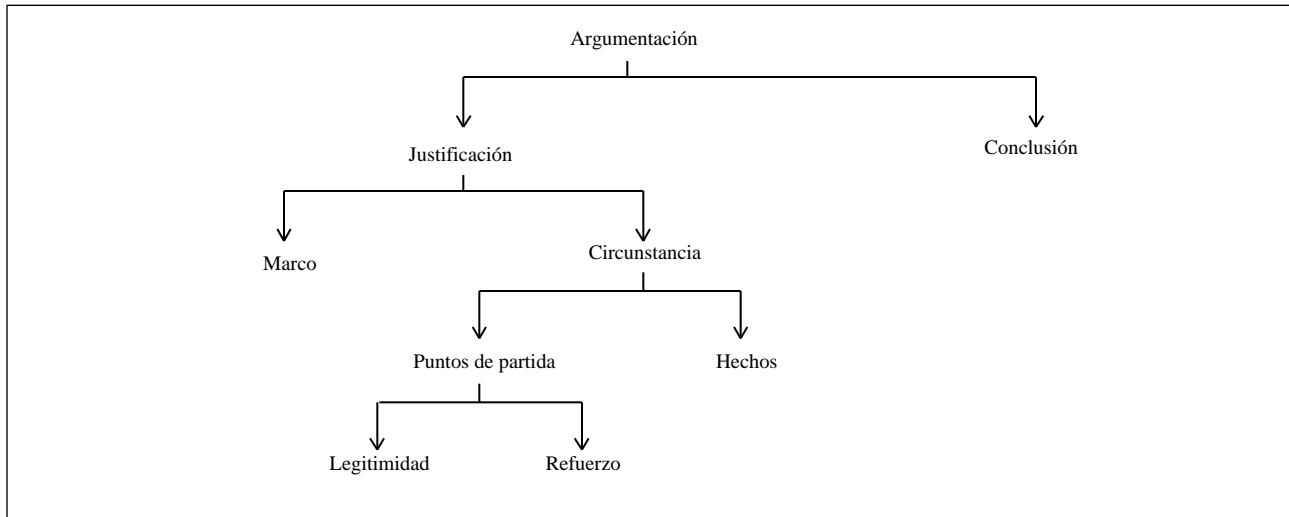 Argumentación
Justificación
Conclusión
Marco
Circunstancia
Puntos de partida
Hechos
Legitimidad
Refuerzo